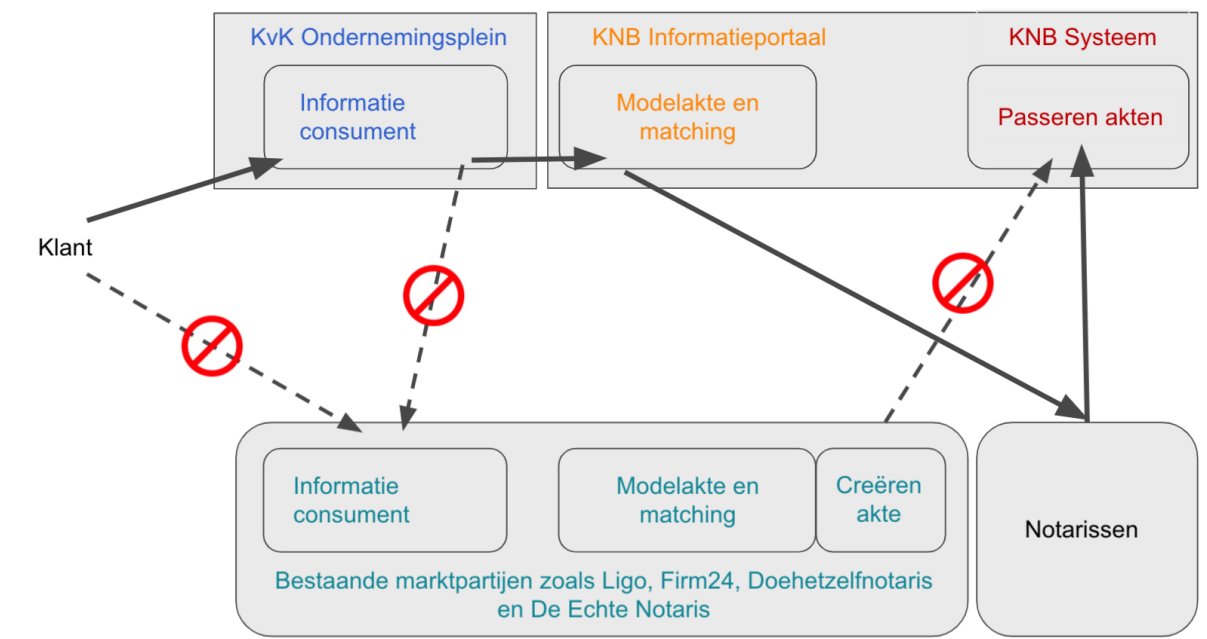 KvK Ondernemingsplein
KNB Informatieportaal
KNB Systeem
Informatie
consument
Modelakte en
matching
Passeren akten
Klant
Informatie
consument
Modelakte en
matching
Creëren
akte
Notarissen
Bestaande marktpartijen zoals Ligo, Firm24, Doehetzelfnotaris
en De Echte Notaris